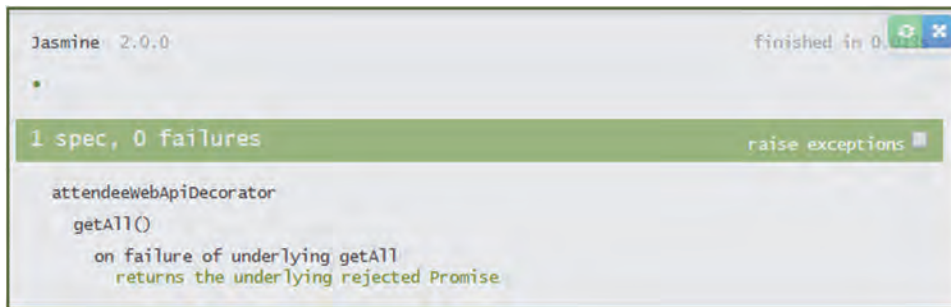 Jasmine 2.0.0
finished in 0.
1 spec, 0 failures
raise exceptions
attendeeWebApiDecorator
getAll()
on failure of underlying getAll
returns the underlying rejected Promise